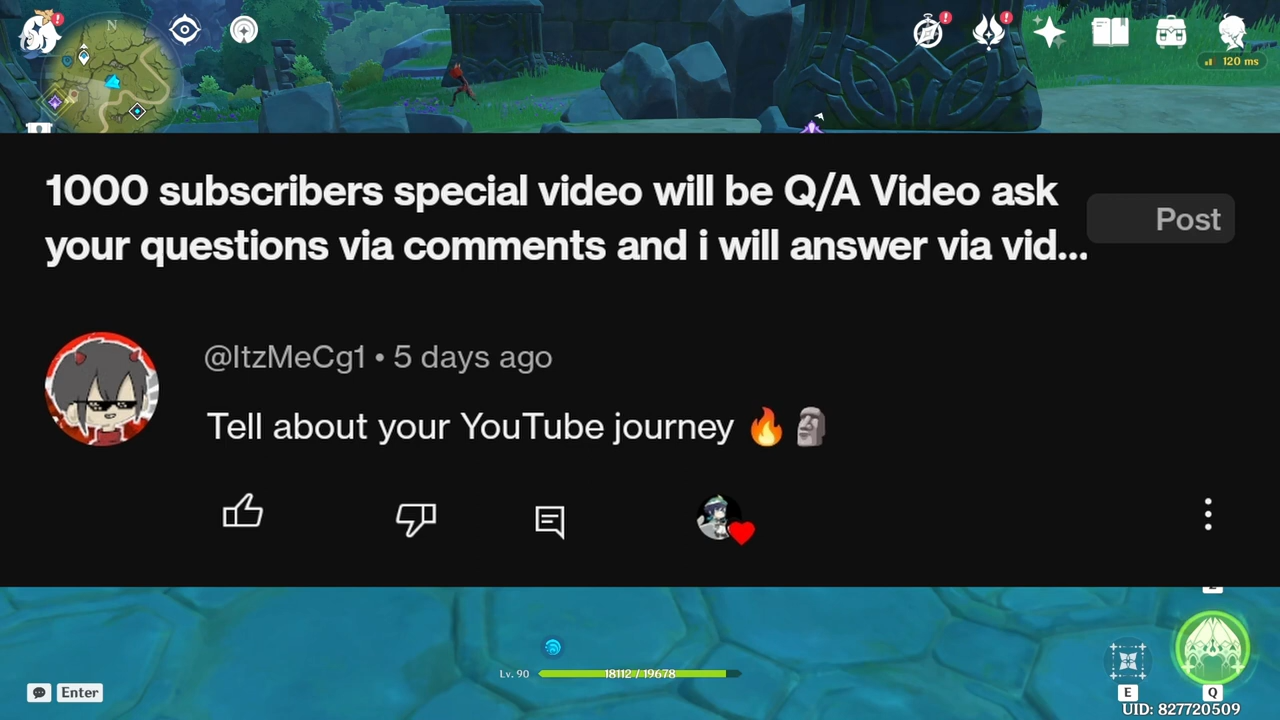 N
120 ms
1000 subscribers special video will be Q/A Video ask
your questions via comments and i will answer via vid...
Post
@ItzMeCg1 • 5 days ago
Tell about your YouTube journey 🔥🗿
Lv. 90
18112 / 19678
Enter
E
Q
UID: 827720509